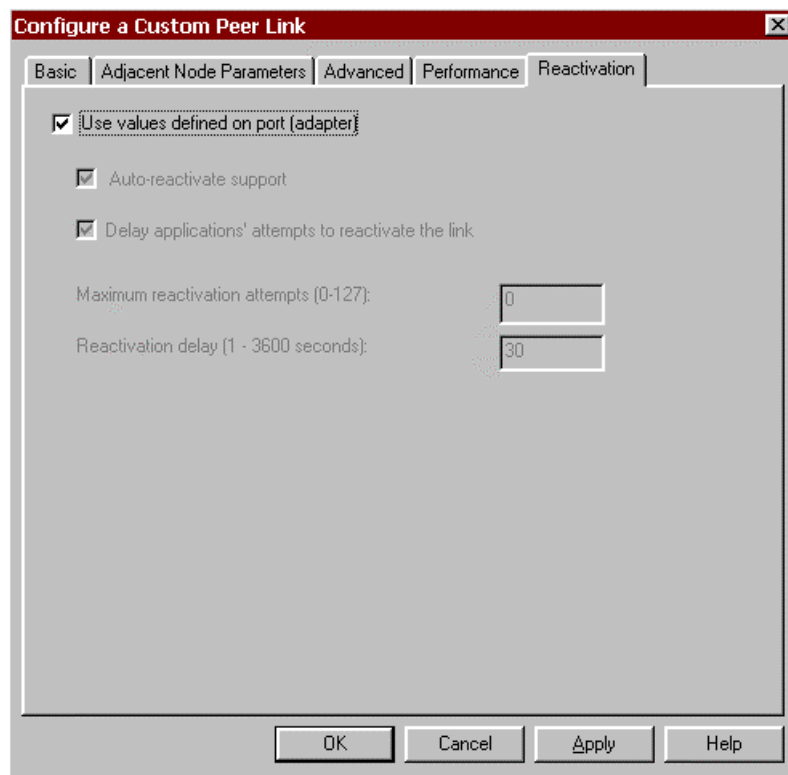 Configure a Custom Peer Link
Basic Adjacent Node Parameters Advanced Performance Reactivation
Use values defined on port (adapter)
Auto-reactivate support
Delay applications' attempts to reactivate the link
Maximum reactivation attempts (0-127): 0
Reactivation delay (1 - 3600 seconds): 30
OK Cancel Apply Help